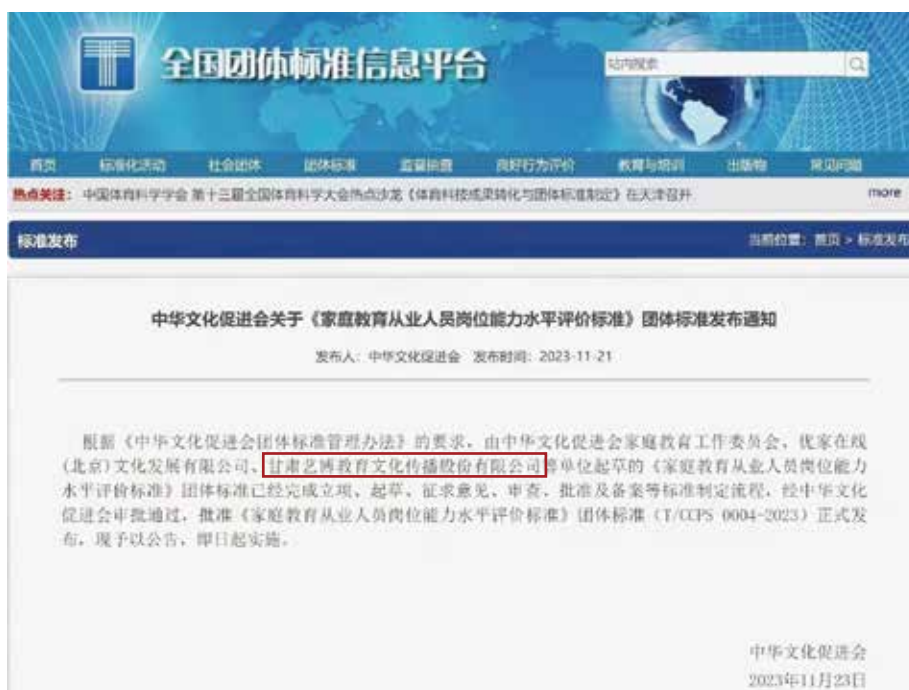 全国团体标准信息平台
站内搜索
首页 标准化活动 社会团体 团体标准 监督抽查 良好行为评价 教育与培训 出版物 常见问题
热点关注： 中国体育科学学会 第十三届全国体育科学大会热点沙龙《体育科技成果转化与团体标准制定》在天津召开 more
标准发布 当前位置：首页 > 标准发布
中华文化促进会关于《家庭教育从业人员岗位能力水平评价标准》团体标准发布通知
发布人：中华文化促进会 发布时间：2023-11-21
根据《中华文化促进会团体标准管理办法》的要求，由中华文化促进会家庭教育工作委员会、优家在线
(北京)文化发展有限公司、甘肃艺博教育文化传播股份有限公司等单位起草的《家庭教育从业人员岗位能力
水平评价标准》团体标准已经完成立项、起草、征求意见、审查、批准及备案等标准制定流程，经中华文化
促进会审批通过，批准《家庭教育从业人员岗位能力水平评价标准》团体标准（T/CCPS 0004-2023）正式发
布，现予以公告，即日起实施。
中华文化促进会
2023年11月23日